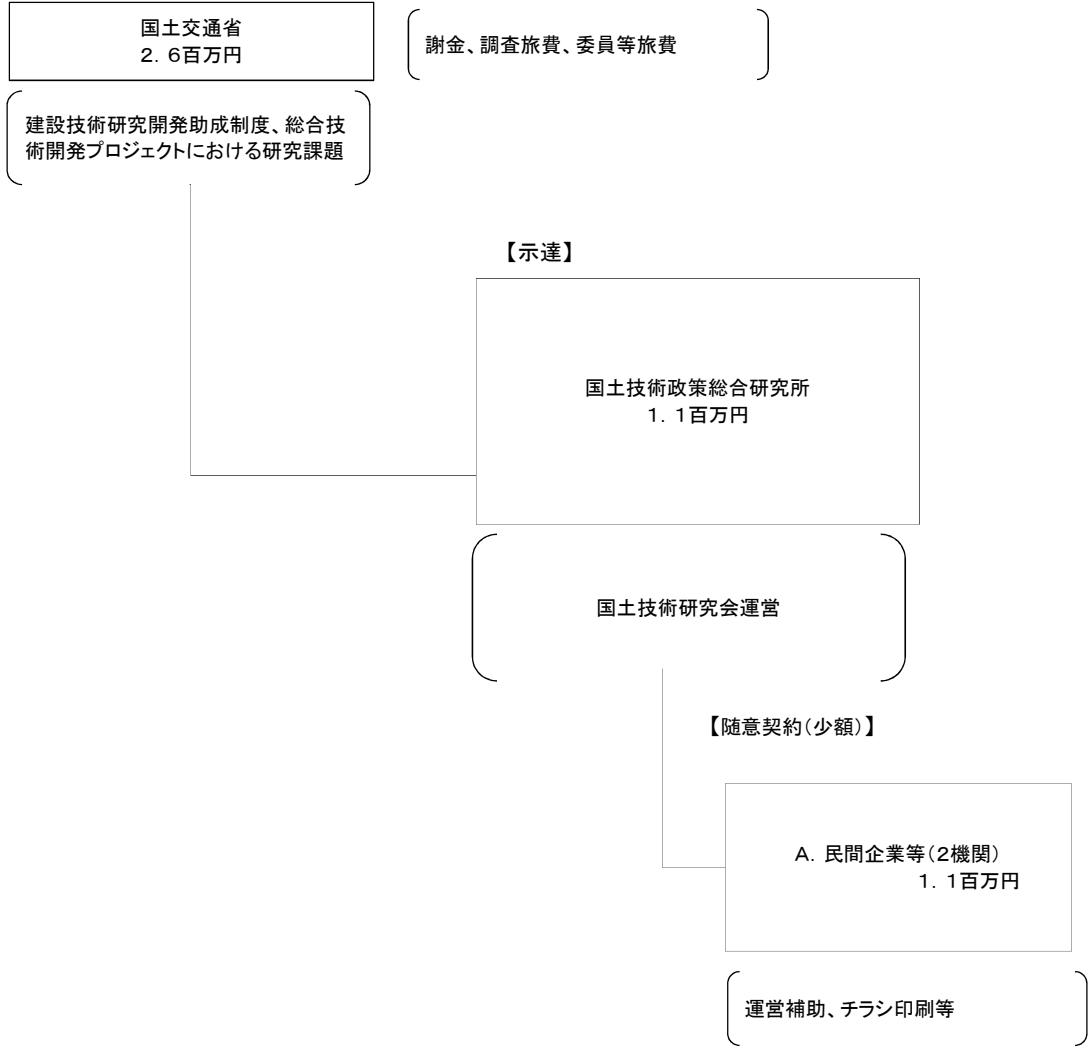 国土交通省
2．6百万円
謝金、調査旅費、委員等旅費
建設技術研究開発助成制度、総合技
術開発プロジェクトにおける研究課題
【示達】
国土技術政策総合研究所
1．1百万円
国土技術研究会運営
【随意契約（少額）】
A．民間企業等（2機関）
1．1百万円
運営補助、チラシ印刷等